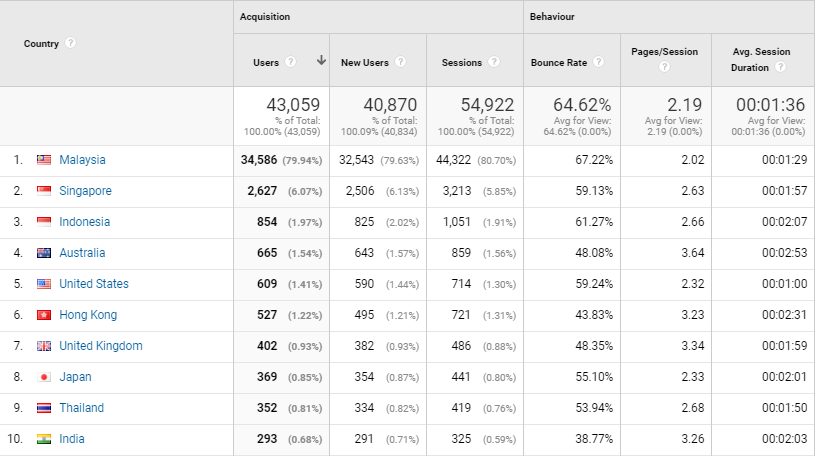 Acquisition Behaviour
Country ? Users ? New Users ? Sessions ? Bounce Rate ? Pages/Session ? Avg. Session Duration ?
43,059 40,870 54,922 64.62% 2.19 00:01:36
% of Total: % of Total: % of Total: Avg for View: Avg for View: Avg for View:
100.00% (43,059) 100.09% (40,834) 100.00% (54,922) 64.62% (0.00%) 2.19 (0.00%) 00:01:36 (0.00%)
1. Malaysia 34,586 (79.94%) 32,543 (79.63%) 44,322 (80.70%) 67.22% 2.02 00:01:29
2. Singapore 2,627 (6.07%) 2,506 (6.13%) 3,213 (5.85%) 59.13% 2.63 00:01:57
3. Indonesia 854 (1.97%) 825 (2.02%) 1,051 (1.91%) 61.27% 2.66 00:02:07
4. Australia 665 (1.54%) 643 (1.57%) 859 (1.56%) 48.08% 3.64 00:02:53
5. United States 609 (1.41%) 590 (1.44%) 714 (1.30%) 59.24% 2.32 00:01:00
6. Hong Kong 527 (1.22%) 495 (1.21%) 721 (1.31%) 43.83% 3.23 00:02:31
7. United Kingdom 402 (0.93%) 382 (0.93%) 486 (0.88%) 48.35% 3.34 00:01:59
8. Japan 369 (0.85%) 354 (0.87%) 441 (0.80%) 55.10% 2.33 00:02:01
9. Thailand 352 (0.81%) 334 (0.82%) 419 (0.76%) 53.94% 2.68 00:01:50
10. India 293 (0.68%) 291 (0.71%) 325 (0.59%) 38.77% 3.26 00:02:03